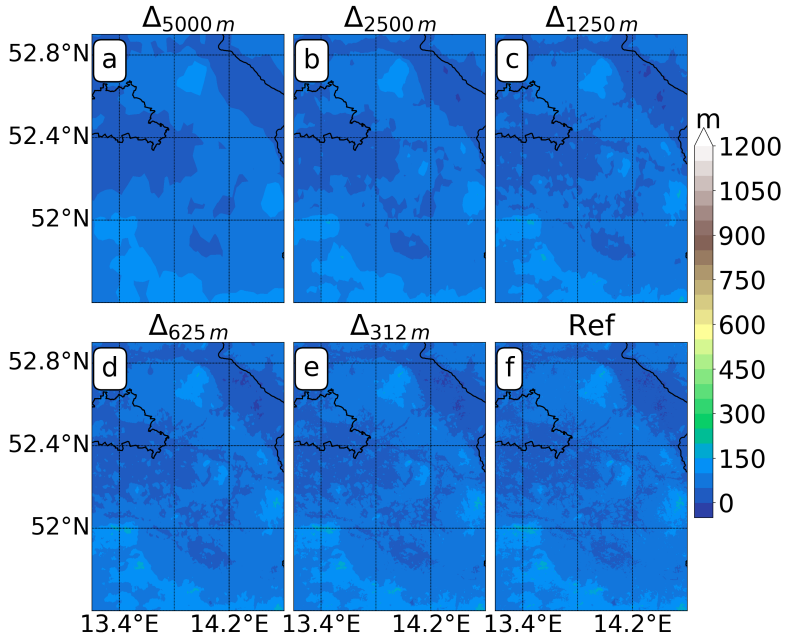 Δ5000 m Δ2500 m Δ1250 m
a b c
52.8°N
52.4°N
52°N
m
1200
1050
900
750
600
450
300
150
0
Δ625 m Δ312 m Ref
d e f
52.8°N
52.4°N
52°N
13.4°E 14.2°E 13.4°E 14.2°E 13.4°E 14.2°E